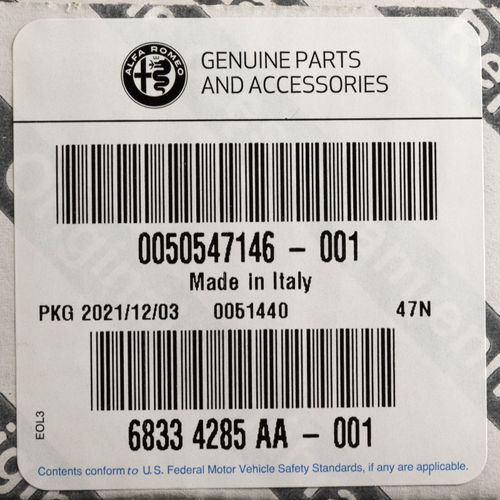 ALFA ROMEO
GENUINE PARTS
AND ACCESSORIES
0050547146 - 001
Made in Italy
PKG 2021/12/03 0051440 47N
EOL3
6833 4285 AA - 001
Contents conform to U.S. Federal Motor Vehicle Safety Standards, if any are applicable.